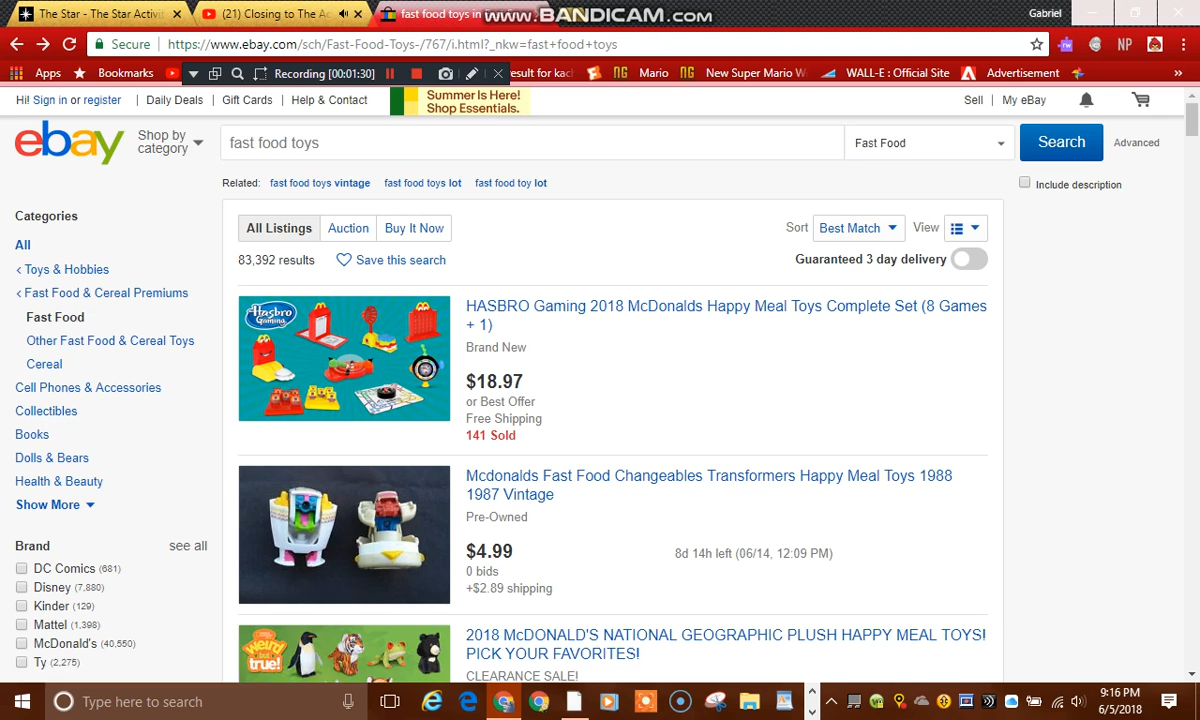 The Star - The Star Activi
(21) Closing to The Ac
fast food toys in
www.BANDICAM.com
Gabriel
Secure
https://www.ebay.com/sch/Fast-Food-Toys-/767/i.html?_nkw=fast+food+toys
NP
Apps
Bookmarks
Recording [00:01:30]
esult for kacl
NG
Mario
NG
New Super Mario W
WALL-E : Official Site
Advertisement
»
Hi! Sign in or register
Daily Deals
Gift Cards
Help & Contact
Summer Is Here!
Shop Essentials.
Sell
My eBay
ebay
Shop by
category
fast food toys
Fast Food
Search
Advanced
Related:
fast food toys vintage
fast food toys lot
fast food toy lot
Include description
Categories
All
< Toys & Hobbies
< Fast Food & Cereal Premiums
Fast Food
Other Fast Food & Cereal Toys
Cereal
Cell Phones & Accessories
Collectibles
Books
Dolls & Bears
Health & Beauty
Show More
Brand
see all
DC Comics (681)
Disney (7,880)
Kinder (129)
Mattel (1,398)
McDonald's (40,550)
Ty (2,275)
All Listings
Auction
Buy It Now
Sort
Best Match
View
83,392 results
Save this search
Guaranteed 3 day delivery
Hasbro
Gaming
HASBRO Gaming 2018 McDonalds Happy Meal Toys Complete Set (8 Games
+ 1)
Brand New
$18.97
or Best Offer
Free Shipping
141 Sold
Mcdonalds Fast Food Changeables Transformers Happy Meal Toys 1988
1987 Vintage
Pre-Owned
$4.99
0 bids
+$2.89 shipping
8d 14h left (06/14, 12:09 PM)
weird
but
true!
2018 McDONALD'S NATIONAL GEOGRAPHIC PLUSH HAPPY MEAL TOYS!
PICK YOUR FAVORITES!
CLEARANCE SALE!
Type here to search
9:16 PM
6/5/2018